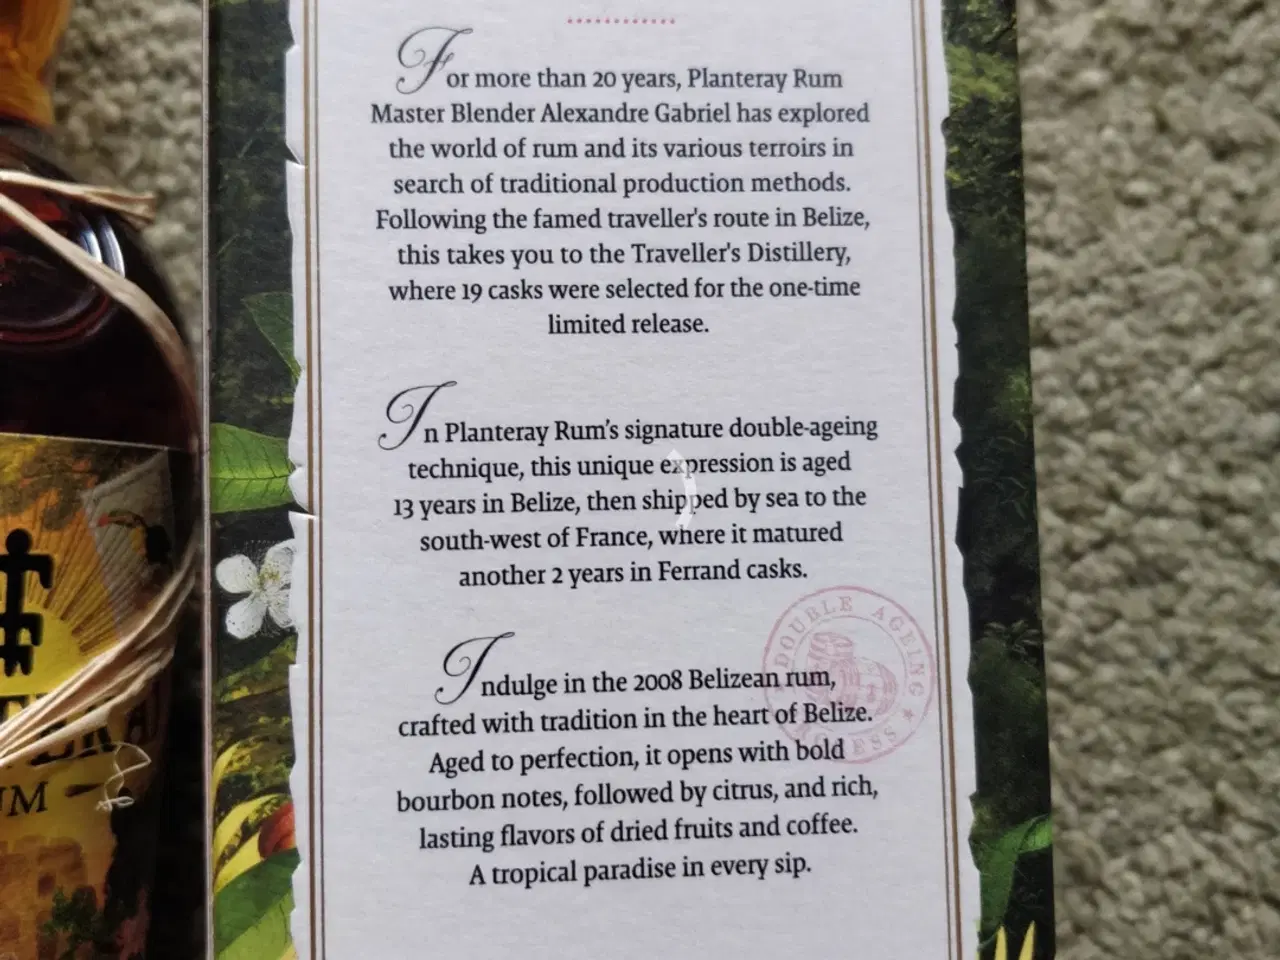 For more than 20 years, Planteray Rum
Master Blender Alexandre Gabriel has explored
the world of rum and its various terroirs in
search of traditional production methods.
Following the famed traveller's route in Belize,
this takes you to the Traveller's Distillery,
where 19 casks were selected for the one-time
limited release.
In Planteray Rum's signature double-ageing
technique, this unique expression is aged
13 years in Belize, then shipped by sea to the
south-west of France, where it matured
another 2 years in Ferrand casks.
Indulge in the 2008 Belizean rum,
crafted with tradition in the heart of Belize.
Aged to perfection, it opens with bold
bourbon notes, followed by citrus, and rich,
lasting flavors of dried fruits and coffee.
A tropical paradise in every sip.
DOUBLE AGEING